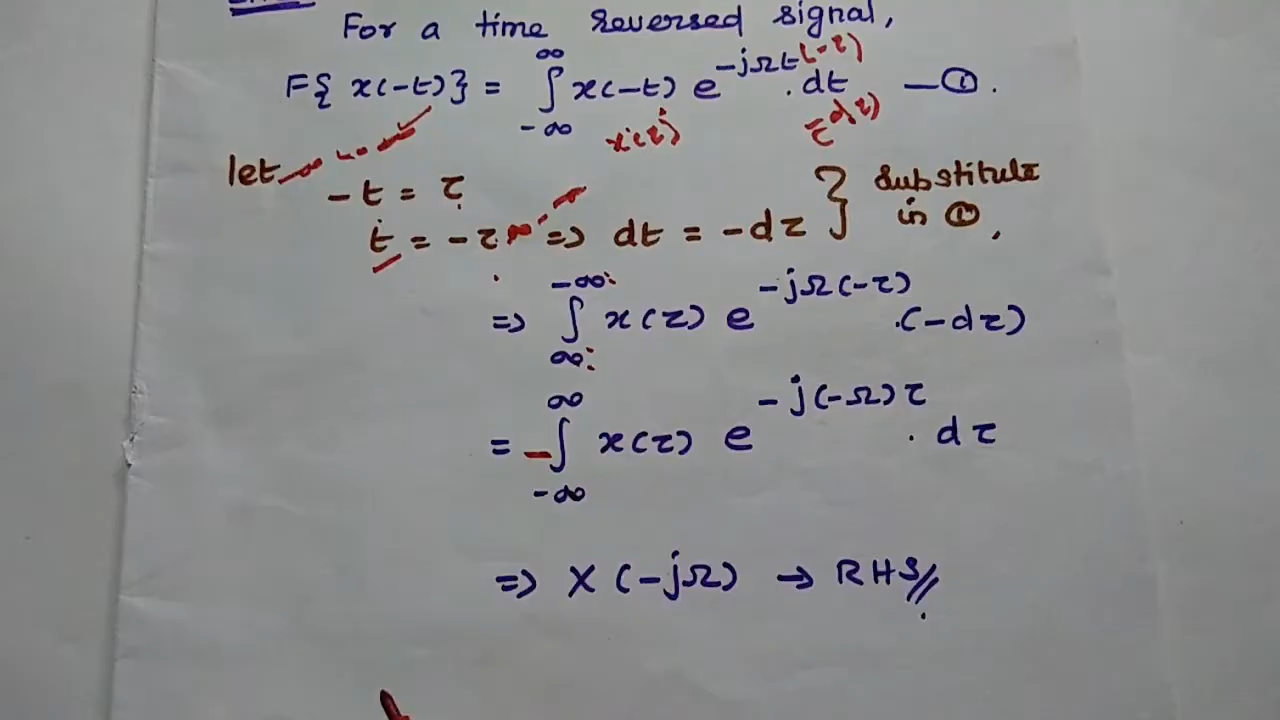 For a time reversed signal,
F{x(-t)} = ∫_{-∞}^{∞} x(-t) e^{-jΩt(-τ)} . dt —①.
x(τ) (-dτ)
let
-t = τ
t = -τ => dt = -dτ } substitute in ①,
=> ∫_{∞}^{-∞} x(τ) e^{-jΩ(-τ)} .(-dτ)
= -∫_{-∞}^{∞} x(τ) e^{-j(-Ω)τ} . dτ
=> X(-jΩ) → RHS//.